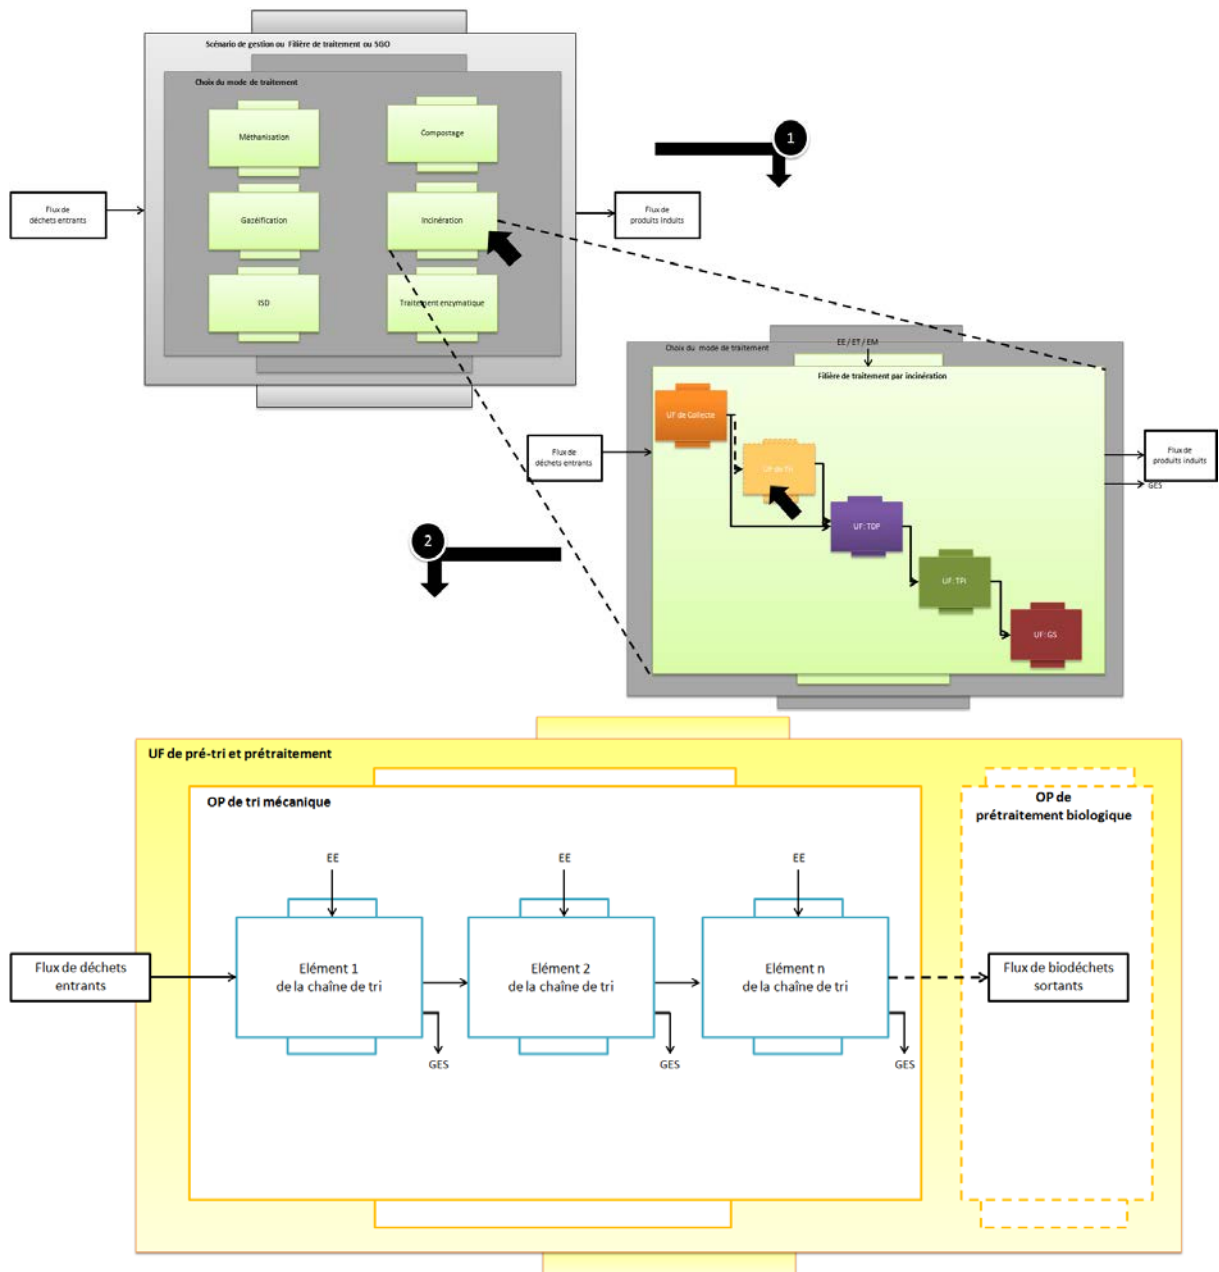 Scénario de gestion ou Filière de traitement ou SGO
Choix du mode de traitement
Méthanisation
Compostage
Gazéification
Incinération
ISD
Traitement enzymatique
Flux de
déchets entrants
Flux de
produits induits
1
Choix du mode de traitement
EE / ET / EM
Filière de traitement par incinération
UF de Collecte
UF de Tri
UF: TDP
UF: TPI
UF: GS
Flux de
déchets entrants
Flux de
produits induits
GES
2
UF de pré-tri et prétraitement
OP de tri mécanique
OP de
prétraitement biologique
EE
EE
EE
Flux de déchets
entrants
Elément 1
de la chaîne de tri
Elément 2
de la chaîne de tri
Elément n
de la chaîne de tri
Flux de biodéchets
sortants
GES
GES
GES